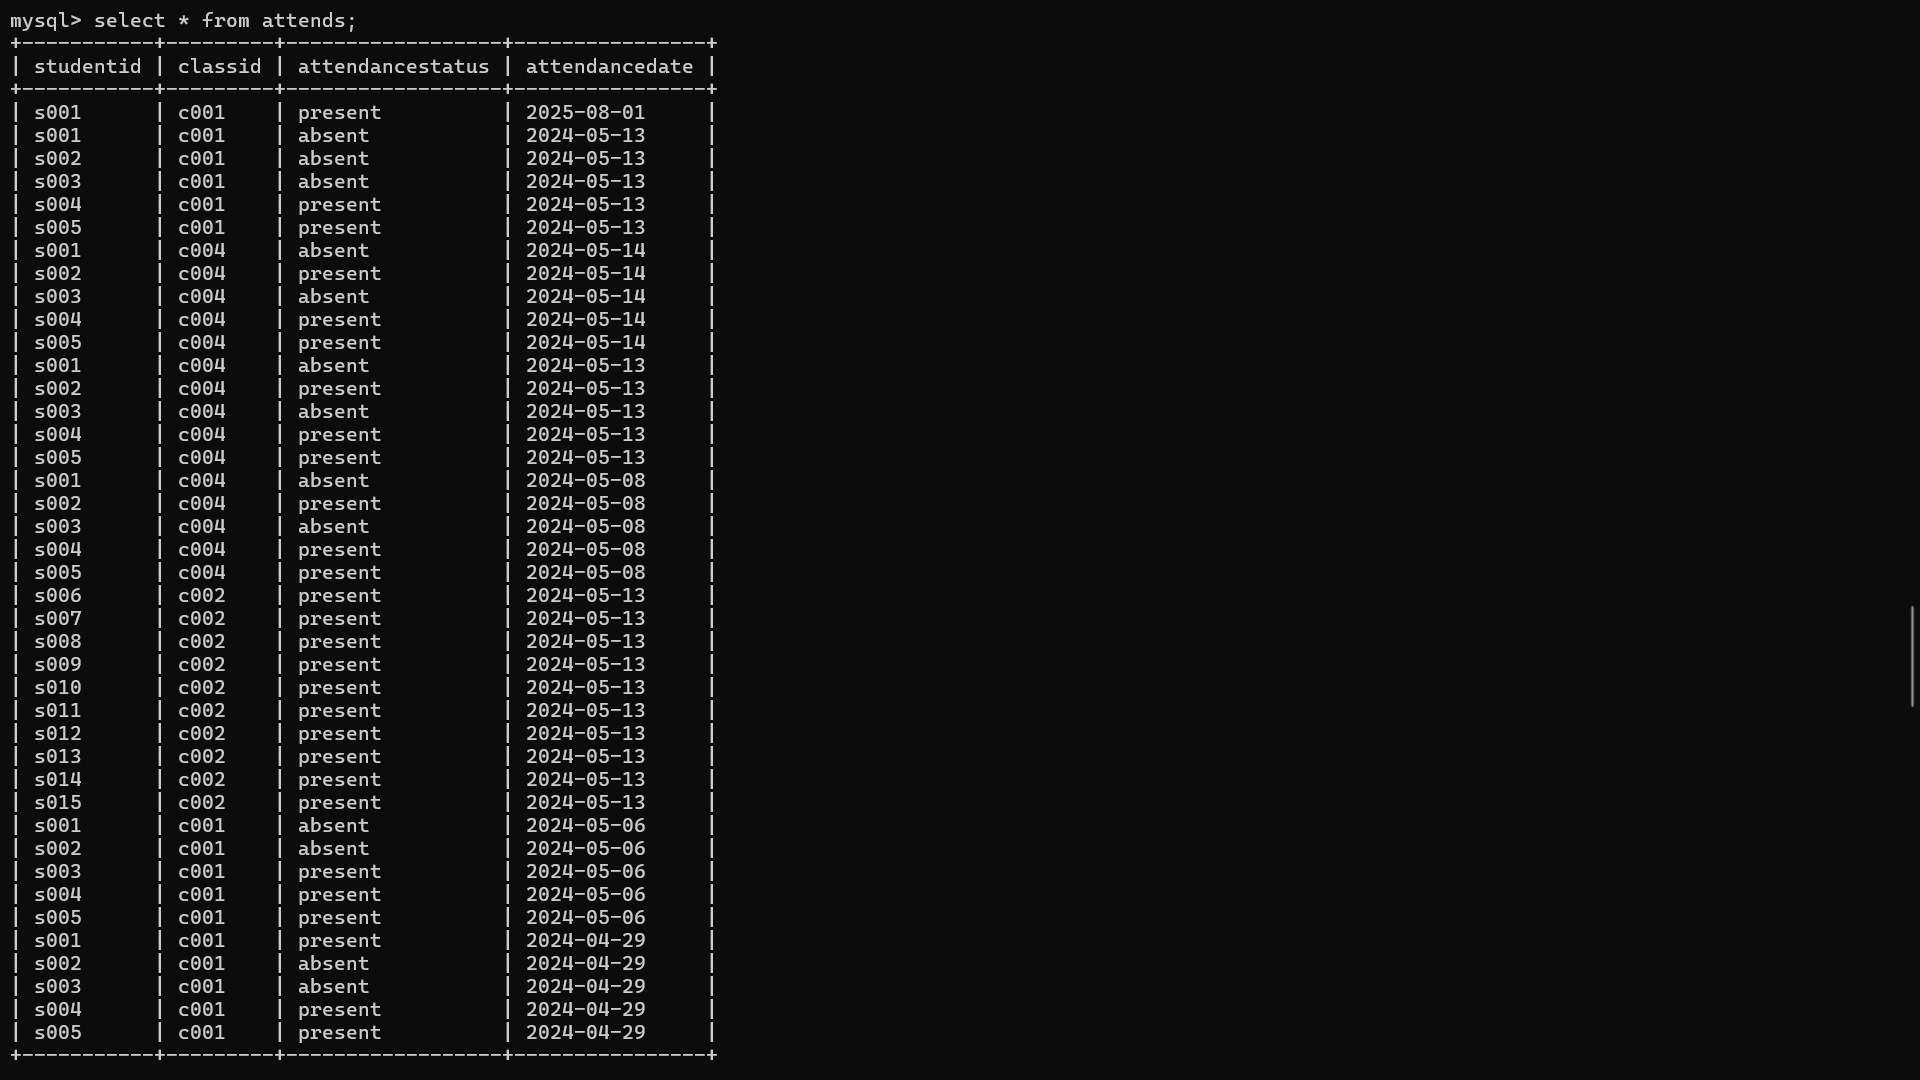 mysql> select * from attends;
+-----------+---------+------------------+----------------+
| studentid | classid | attendancestatus | attendancedate |
+-----------+---------+------------------+----------------+
| s001      | c001    | present          | 2025-08-01     |
| s001      | c001    | absent           | 2024-05-13     |
| s002      | c001    | absent           | 2024-05-13     |
| s003      | c001    | absent           | 2024-05-13     |
| s004      | c001    | present          | 2024-05-13     |
| s005      | c001    | present          | 2024-05-13     |
| s001      | c004    | absent           | 2024-05-14     |
| s002      | c004    | present          | 2024-05-14     |
| s003      | c004    | absent           | 2024-05-14     |
| s004      | c004    | present          | 2024-05-14     |
| s005      | c004    | present          | 2024-05-14     |
| s001      | c004    | absent           | 2024-05-13     |
| s002      | c004    | present          | 2024-05-13     |
| s003      | c004    | absent           | 2024-05-13     |
| s004      | c004    | present          | 2024-05-13     |
| s005      | c004    | present          | 2024-05-13     |
| s001      | c004    | absent           | 2024-05-08     |
| s002      | c004    | present          | 2024-05-08     |
| s003      | c004    | absent           | 2024-05-08     |
| s004      | c004    | present          | 2024-05-08     |
| s005      | c004    | present          | 2024-05-08     |
| s006      | c002    | present          | 2024-05-13     |
| s007      | c002    | present          | 2024-05-13     |
| s008      | c002    | present          | 2024-05-13     |
| s009      | c002    | present          | 2024-05-13     |
| s010      | c002    | present          | 2024-05-13     |
| s011      | c002    | present          | 2024-05-13     |
| s012      | c002    | present          | 2024-05-13     |
| s013      | c002    | present          | 2024-05-13     |
| s014      | c002    | present          | 2024-05-13     |
| s015      | c002    | present          | 2024-05-13     |
| s001      | c001    | absent           | 2024-05-06     |
| s002      | c001    | absent           | 2024-05-06     |
| s003      | c001    | present          | 2024-05-06     |
| s004      | c001    | present          | 2024-05-06     |
| s005      | c001    | present          | 2024-05-06     |
| s001      | c001    | present          | 2024-04-29     |
| s002      | c001    | absent           | 2024-04-29     |
| s003      | c001    | absent           | 2024-04-29     |
| s004      | c001    | present          | 2024-04-29     |
| s005      | c001    | present          | 2024-04-29     |
+-----------+---------+------------------+----------------+